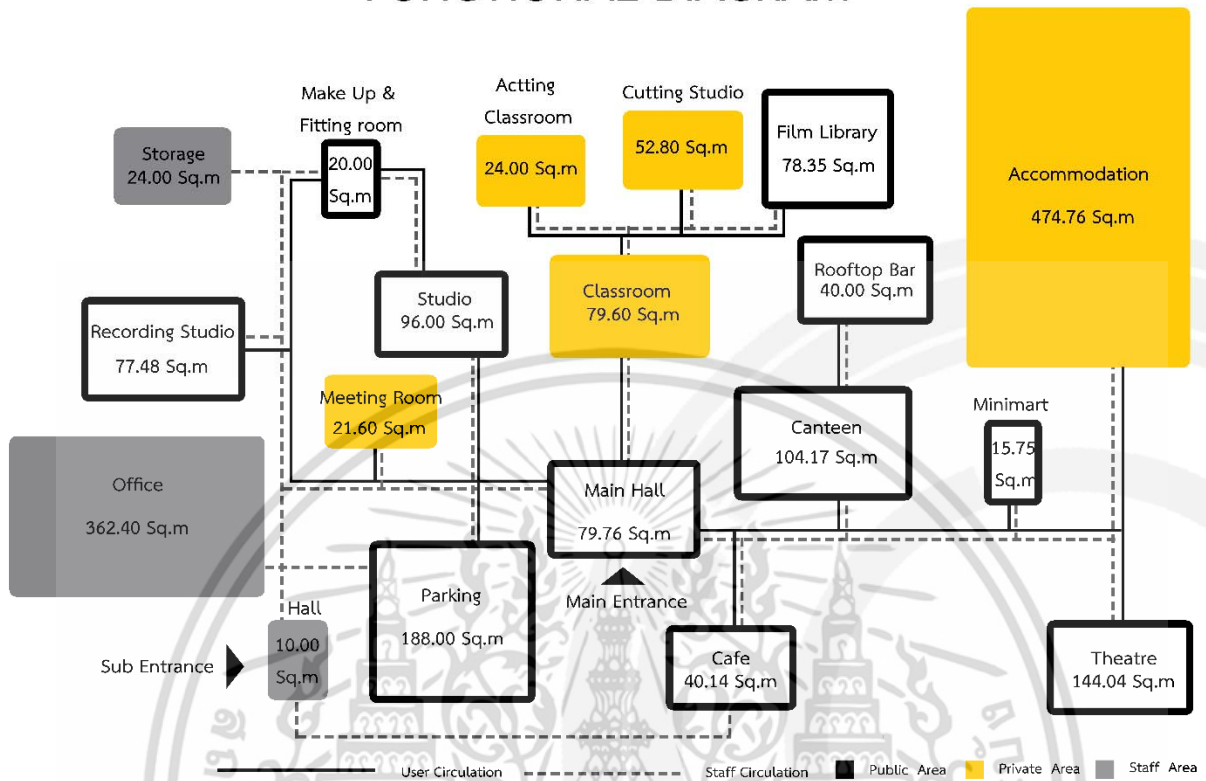 FUNCTIONAL DIAGRAM
Make Up &
Fitting room
20.00
Sq.m
Storage
24.00 Sq.m
Actting
Classroom
24.00 Sq.m
Cutting Studio
52.80 Sq.m
Film Library
78.35 Sq.m
Accommodation
474.76 Sq.m
Recording Studio
77.48 Sq.m
Studio
96.00 Sq.m
Classroom
79.60 Sq.m
Rooftop Bar
40.00 Sq.m
Meeting Room
21.60 Sq.m
Canteen
104.17 Sq.m
Minimart
15.75
Sq.m
Office
362.40 Sq.m
Main Hall
79.76 Sq.m
Main Entrance
Parking
188.00 Sq.m
Hall
10.00
Sq.m
Sub Entrance
Cafe
40.14 Sq.m
Theatre
144.04 Sq.m
User Circulation
Staff Circulation
Public Area
Private Area
Staff Area